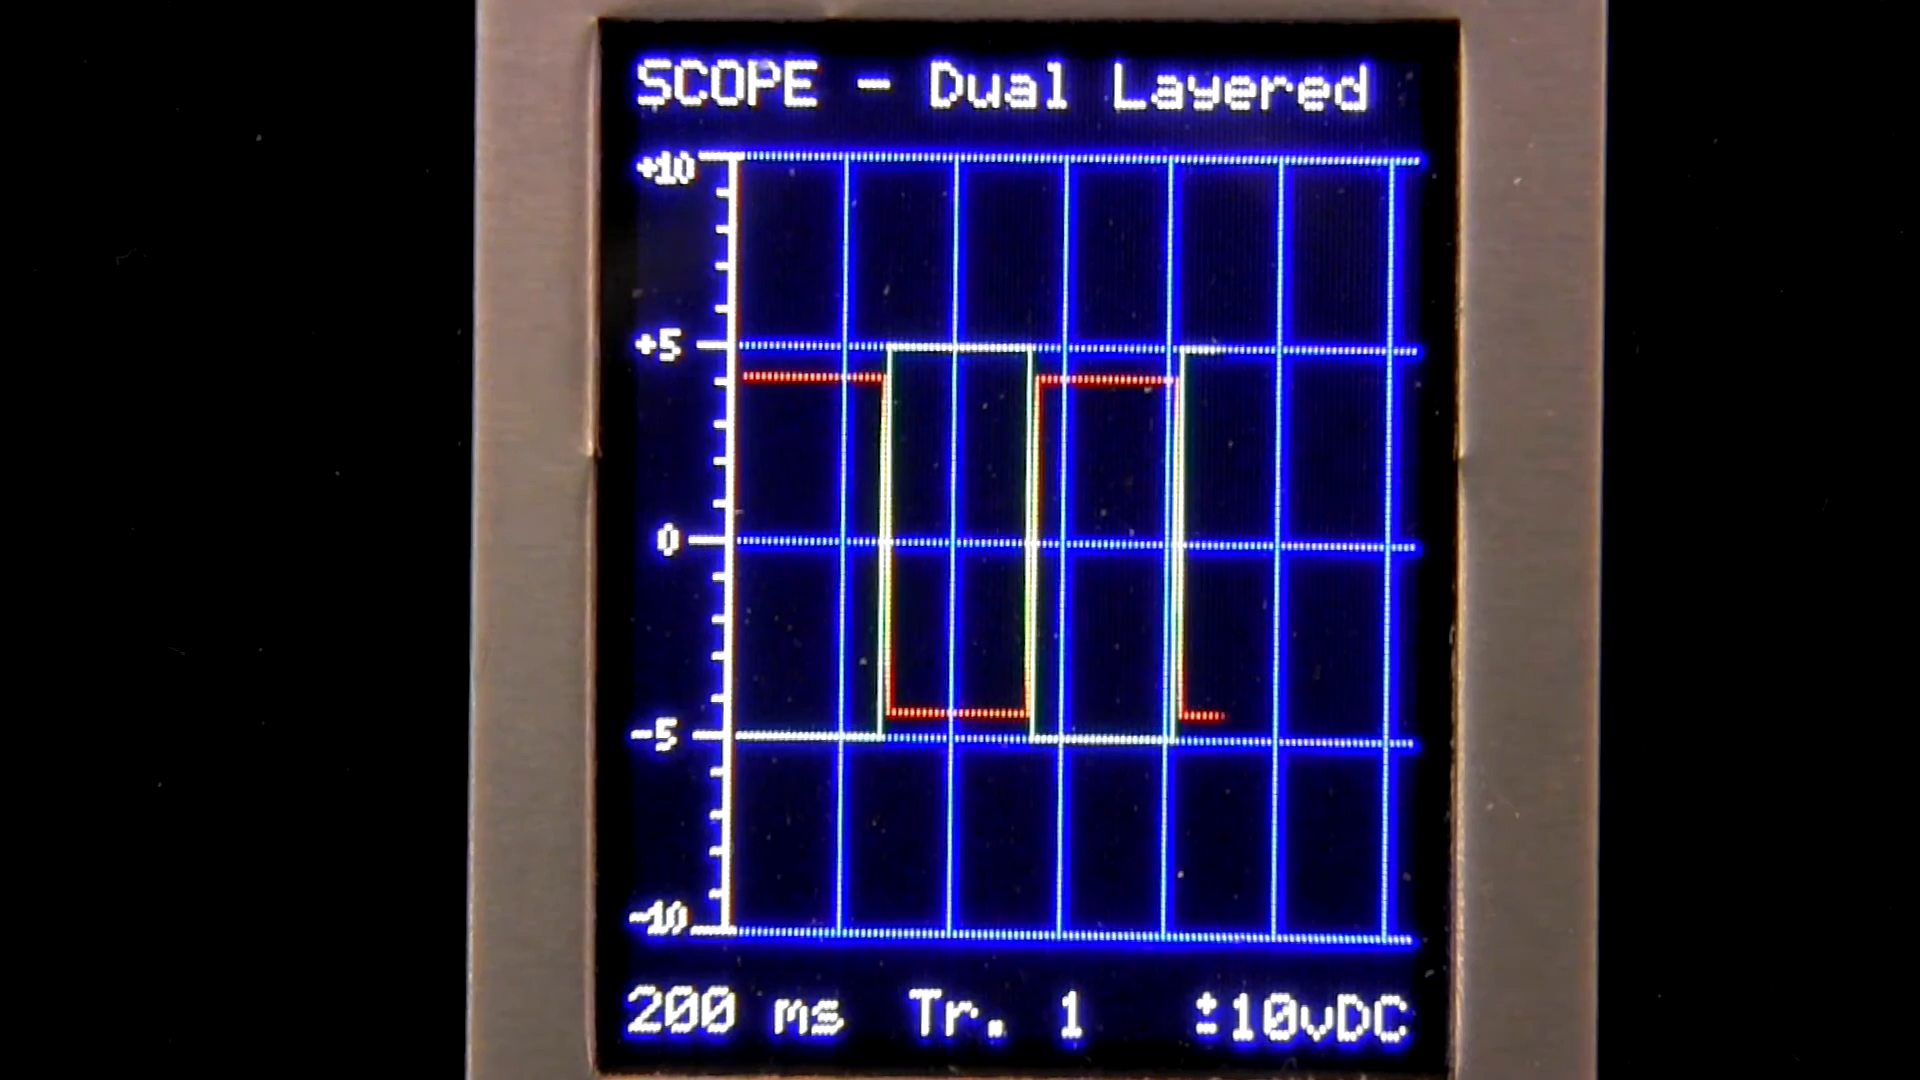 SCOPE - Dual Layered
+10
+5
0
-5
-10
200 ms Tr. 1 ±10vDC